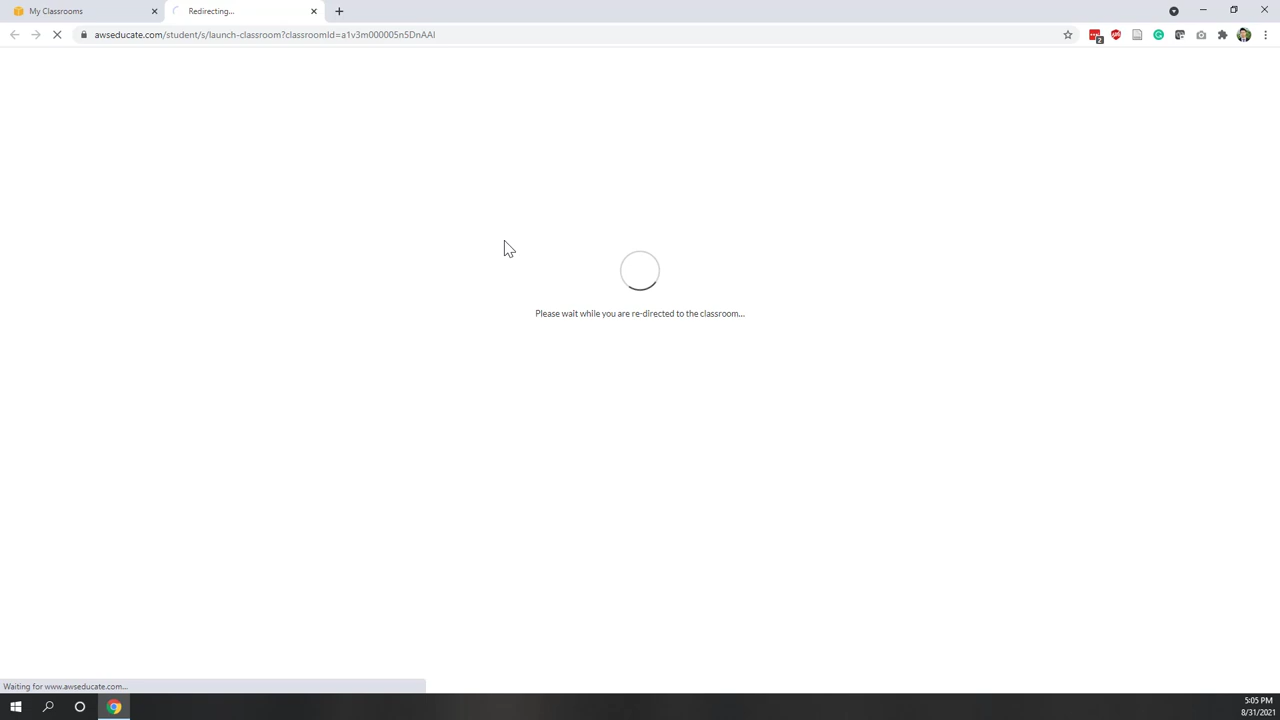 My Classrooms
Redirecting...
awseducate.com/student/s/launch-classroom?classroomId=a1v3m000005n5DnAAI
2
Please wait while you are re-directed to the classroom...
Waiting for www.awseducate.com...
5:05 PM
8/31/2021